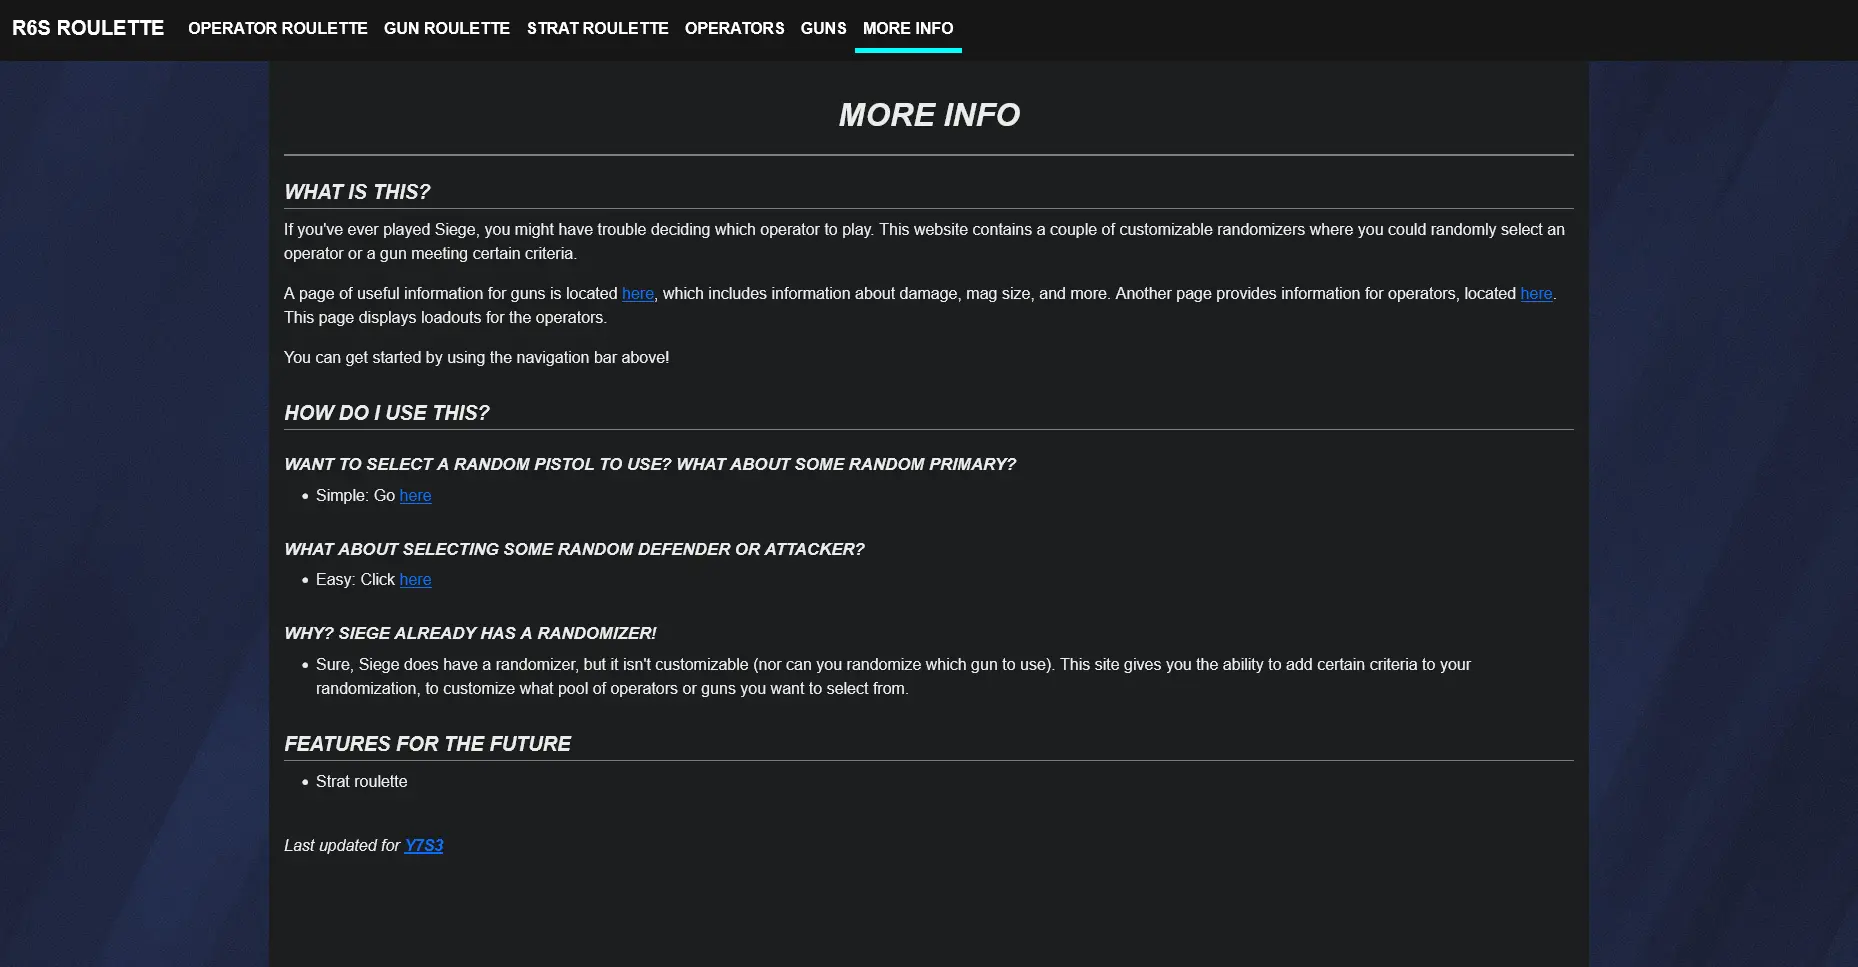 R6S ROULETTE OPERATOR ROULETTE GUN ROULETTE STRAT ROULETTE OPERATORS GUNS MORE INFO
MORE INFO
WHAT IS THIS?
If you've ever played Siege, you might have trouble deciding which operator to play. This website contains a couple of customizable randomizers where you could randomly select an
operator or a gun meeting certain criteria.
A page of useful information for guns is located here, which includes information about damage, mag size, and more. Another page provides information for operators, located here.
This page displays loadouts for the operators.
You can get started by using the navigation bar above!
HOW DO I USE THIS?
WANT TO SELECT A RANDOM PISTOL TO USE? WHAT ABOUT SOME RANDOM PRIMARY?
• Simple: Go here
WHAT ABOUT SELECTING SOME RANDOM DEFENDER OR ATTACKER?
• Easy: Click here
WHY? SIEGE ALREADY HAS A RANDOMIZER!
• Sure, Siege does have a randomizer, but it isn't customizable (nor can you randomize which gun to use). This site gives you the ability to add certain criteria to your
randomization, to customize what pool of operators or guns you want to select from.
FEATURES FOR THE FUTURE
• Strat roulette
Last updated for Y7S3